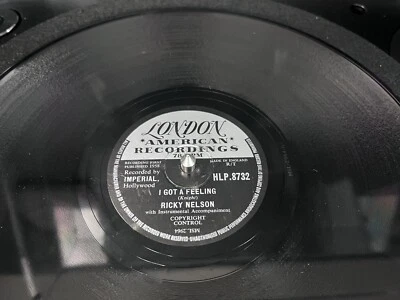 LONDON
"AMERICAN"
RECORDINGS
RECORDING FIRST
PUBLISHED 1958
MADE IN ENGLAND
R/T
Recorded by
IMPERIAL,
Hollywood
HLP.8732
I GOT A FEELING
(Knight)
RICKY NELSON
with Instrumental Accompaniment
COPYRIGHT
CONTROL